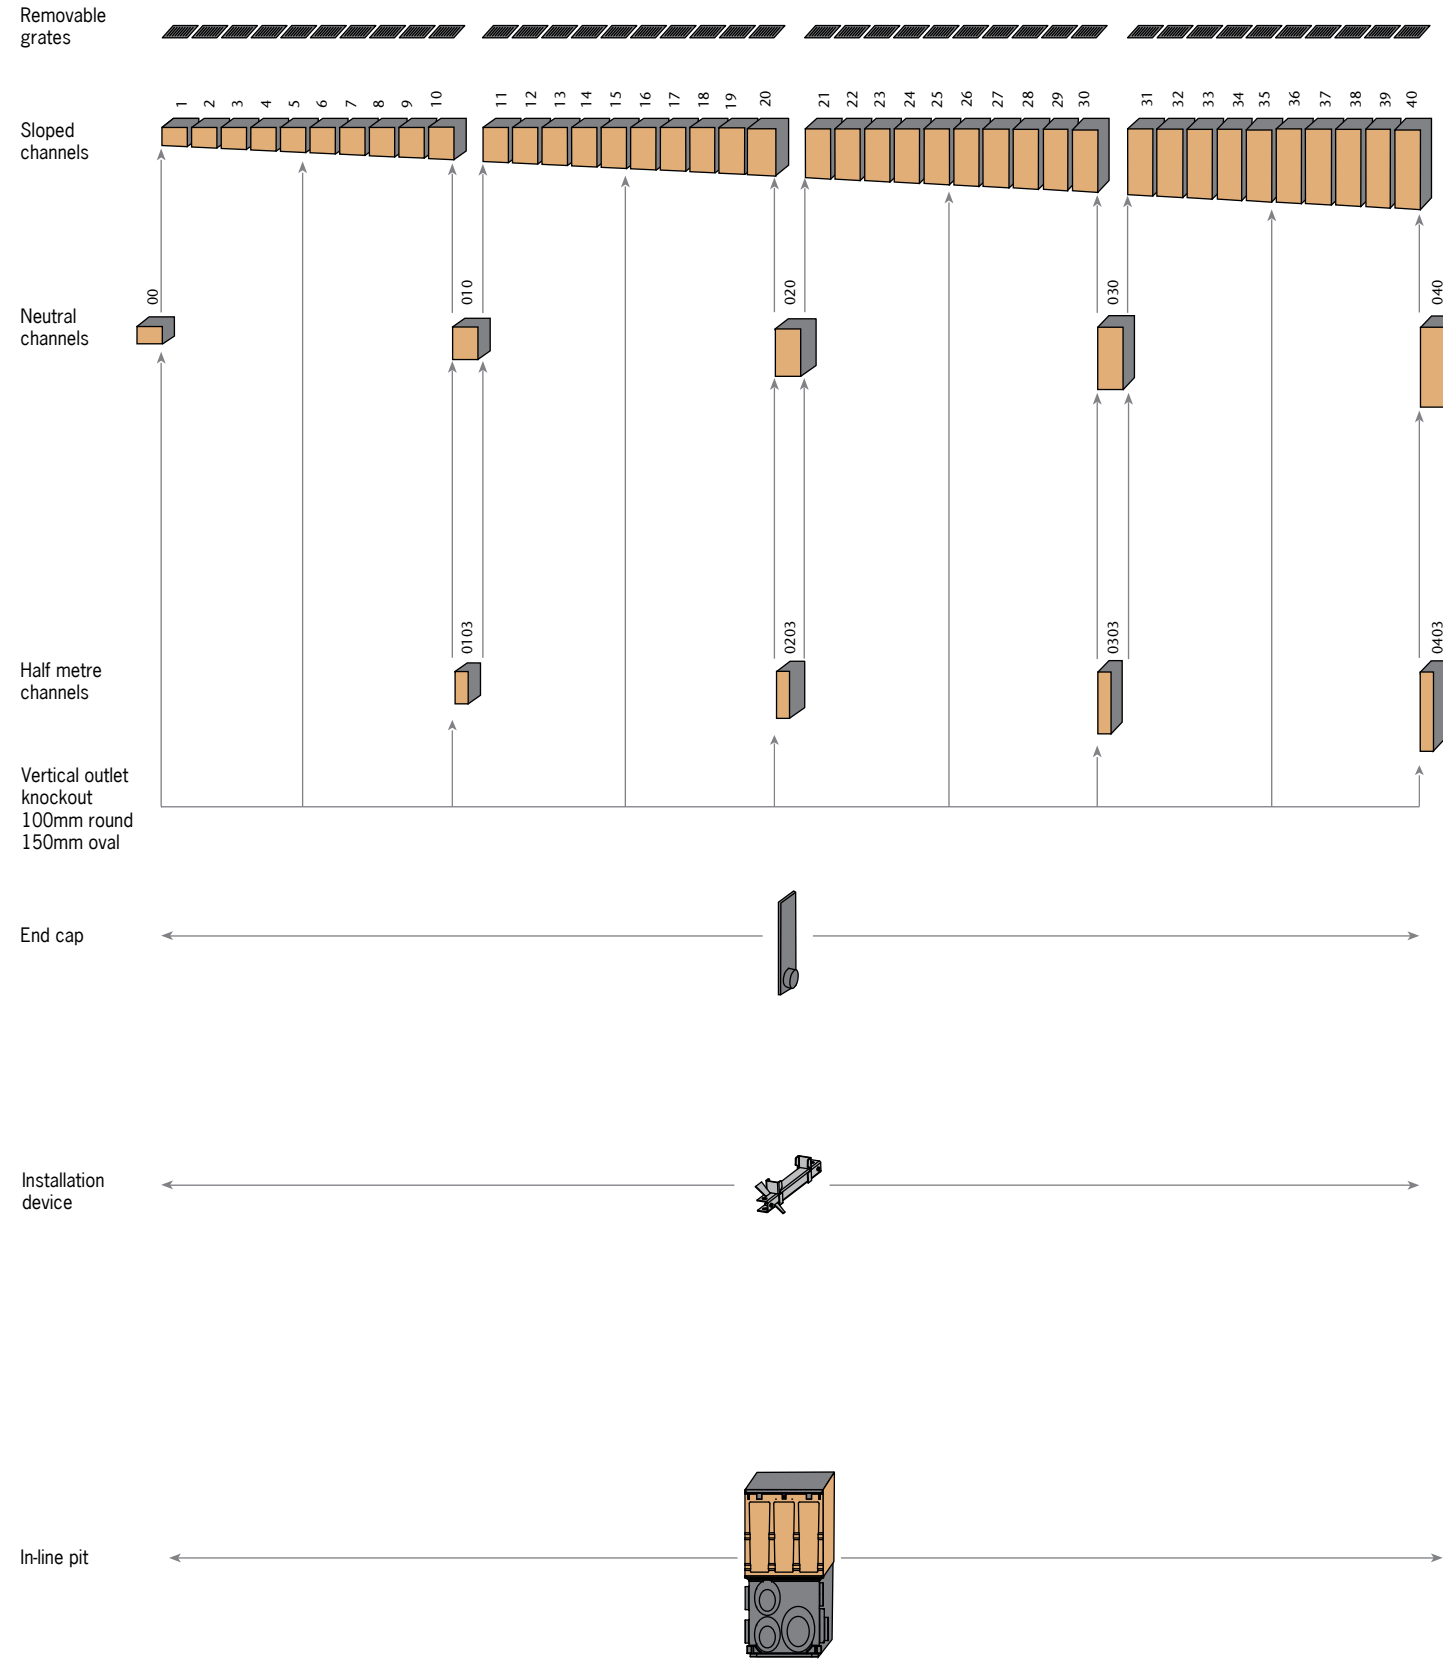 Removable
grates
1 2 3 4 5 6 7 8 9 10 11 12 13 14 15 16 17 18 19 20 21 22 23 24 25 26 27 28 29 30 31 32 33 34 35 36 37 38 39 40
Sloped
channels
00 010 020 030 040
Neutral
channels
0103 0203 0303 0403
Half metre
channels
Vertical outlet
knockout
100mm round
150mm oval
End cap
Installation
device
In-line pit